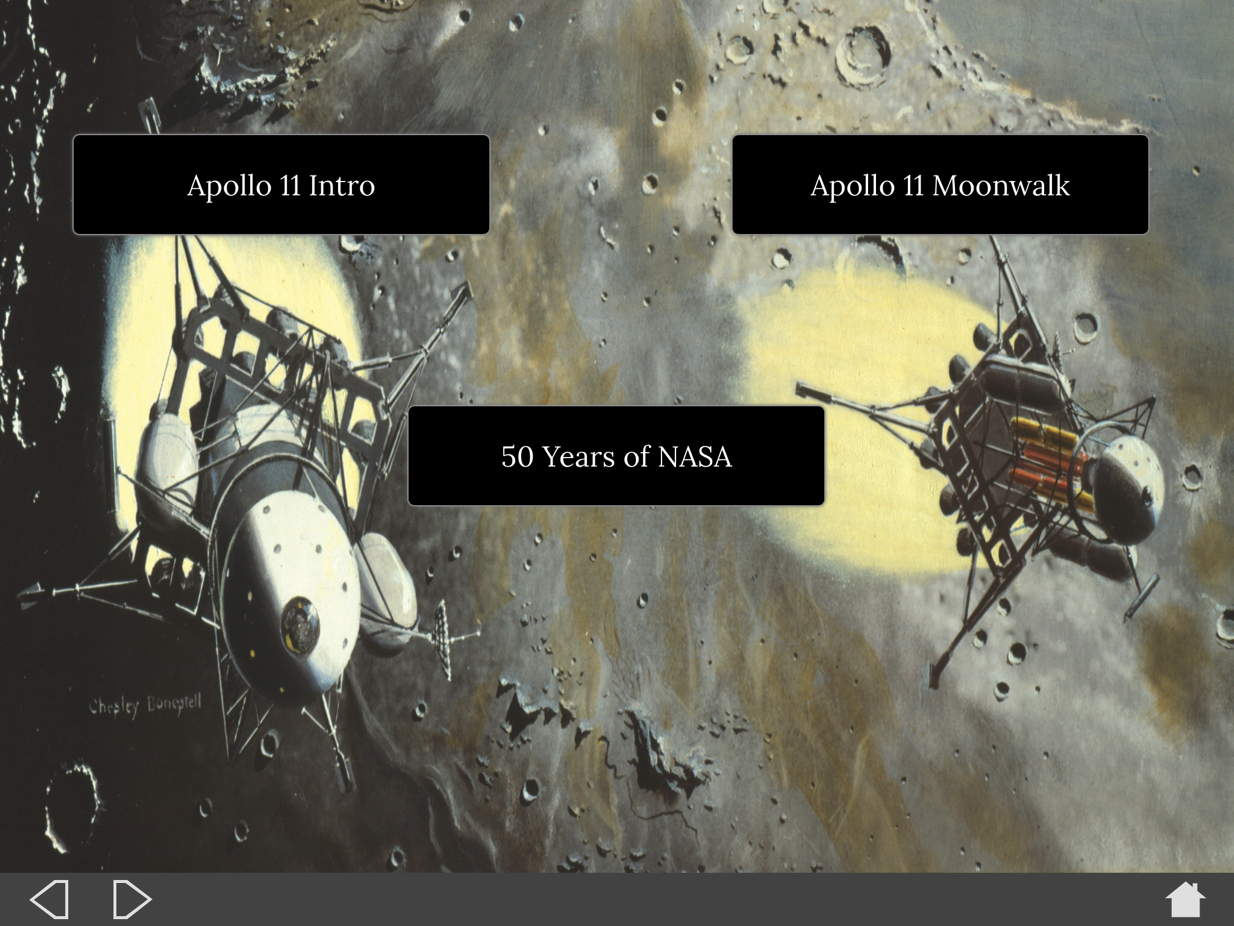 Apollo 11 Intro
Apollo 11 Moonwalk
50 Years of NASA
Chesley Bonestell